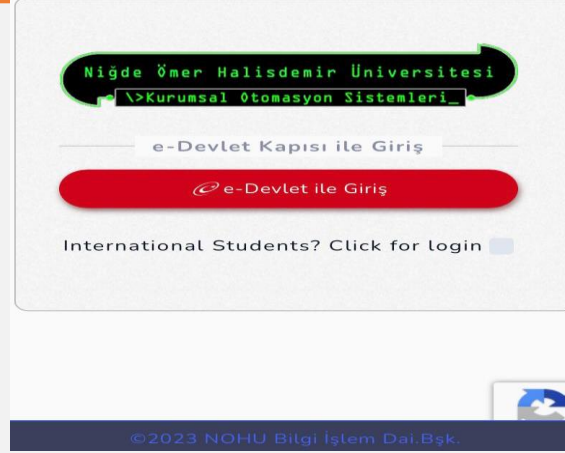 Niğde Ömer Halisdemir Üniversitesi
\>Kurumsal Otomasyon Sistemleri_
e-Devlet Kapısı ile Giriş
e-Devlet ile Giriş
International Students? Click for login
©2023 NOHU Bilgi İşlem Dai.Bşk.